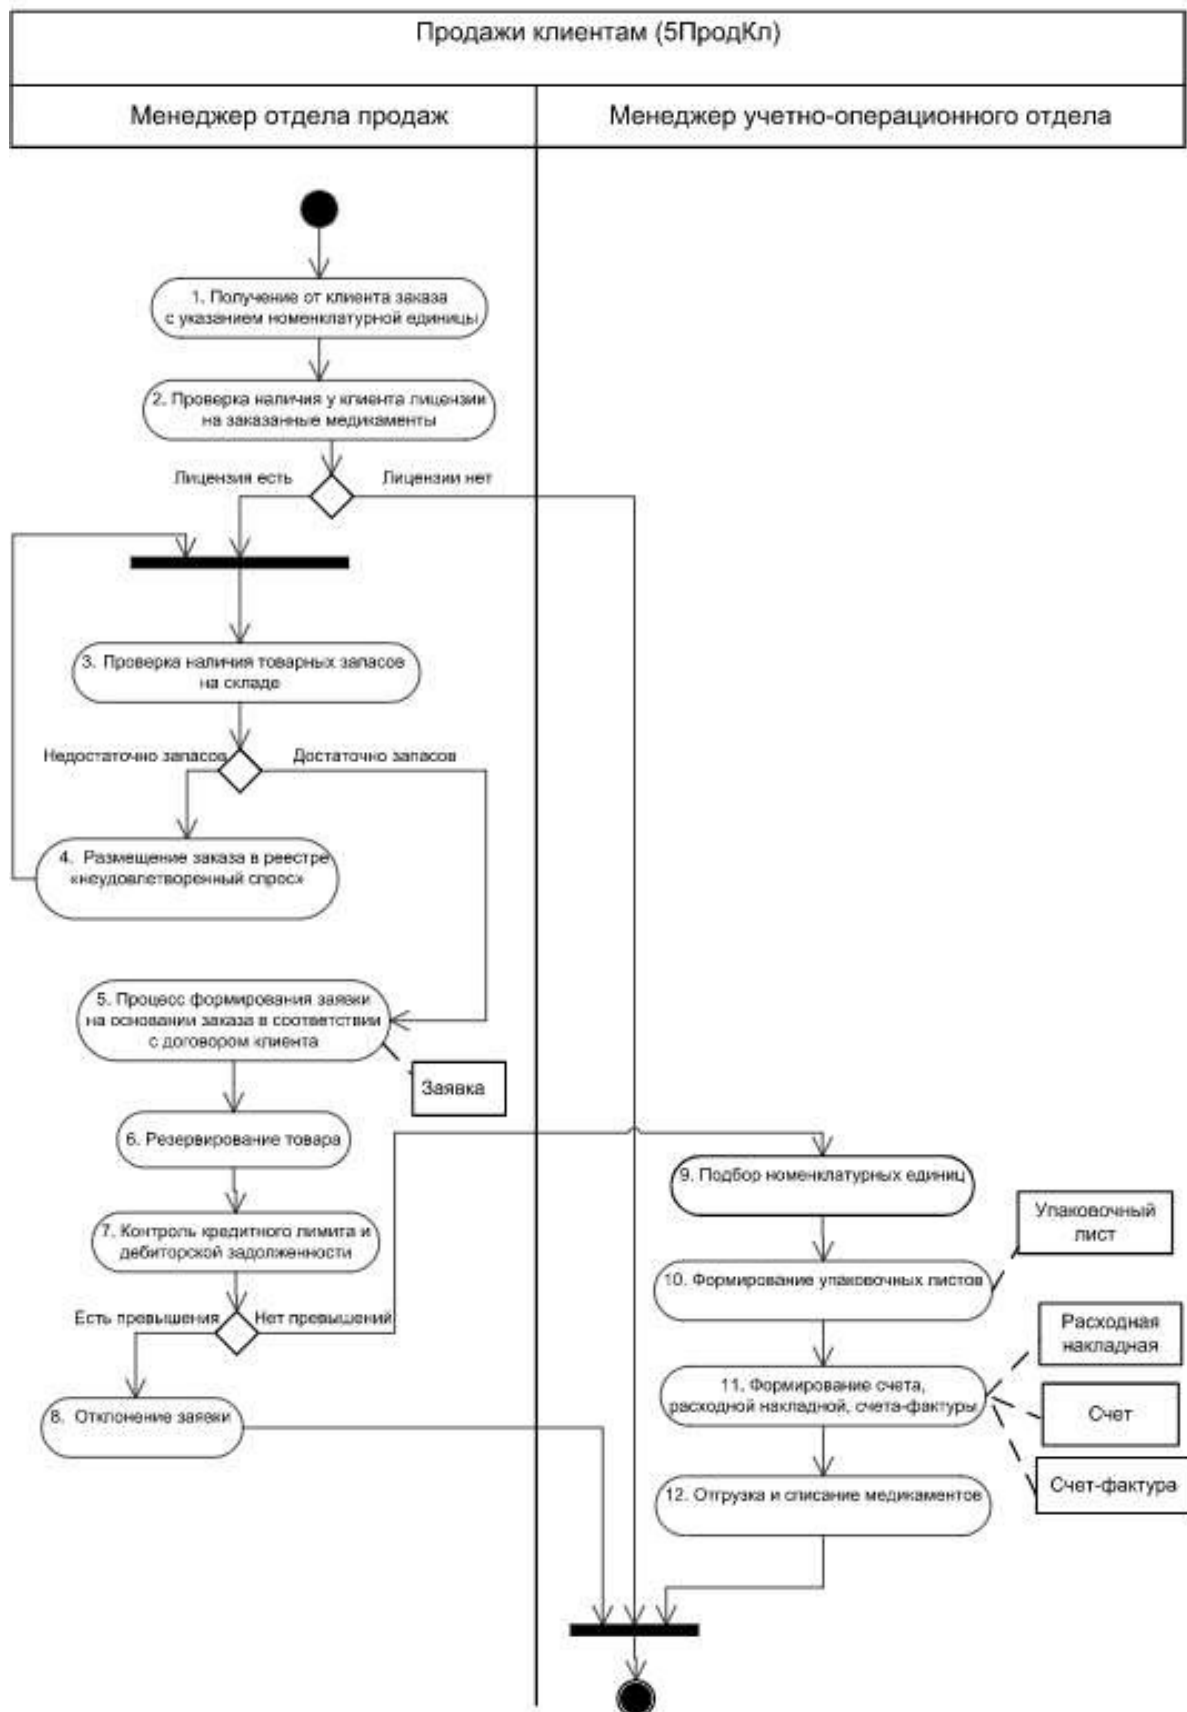 Продажи клиентам (5ПродКл)
Менеджер отдела продаж
Менеджер учетно-операционного отдела
1. Получение от клиента заказа
с указанием номенклатурной единицы
2. Проверка наличия у клиента лицензии
на заказанные медикаменты
Лицензия есть
Лицензии нет
3. Проверка наличия товарных запасов
на складе
Недостаточно запасов
Достаточно запасов
4. Размещение заказа в реестре
«неудовлетворенный спрос»
5. Процесс формирования заявки
на основании заказа в соответствии
с договором клиента
Заявка
6. Резервирование товара
7. Контроль кредитного лимита и
дебиторской задолженности
Есть превышения
Нет превышений
8. Отклонение заявки
9. Подбор номенклатурных единиц
Упаковочный
лист
10. Формирование упаковочных листов
Расходная
накладная
11. Формирование счета,
расходной накладной, счета-фактуры
Счет
Счет-фактура
12. Отгрузка и списание медикаментов